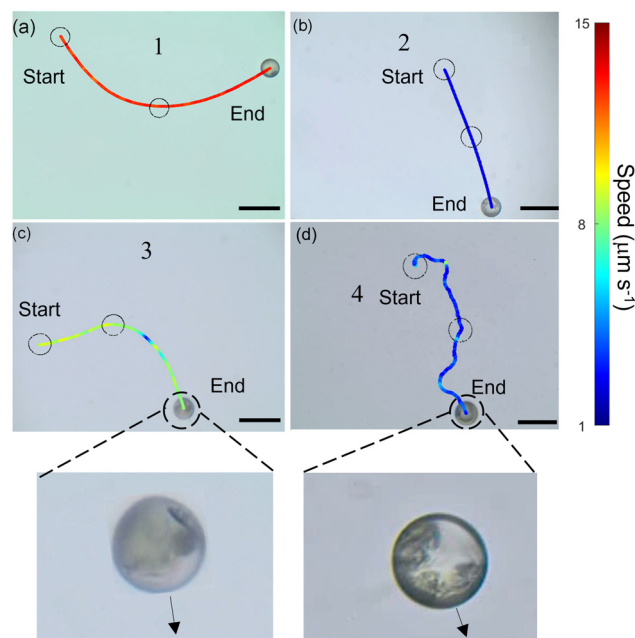 (a)
1
Start
End
(b)
2
Start
End
(c)
3
Start
End
(d)
4
Start
End
15
8
1
Speed (μm s⁻¹)